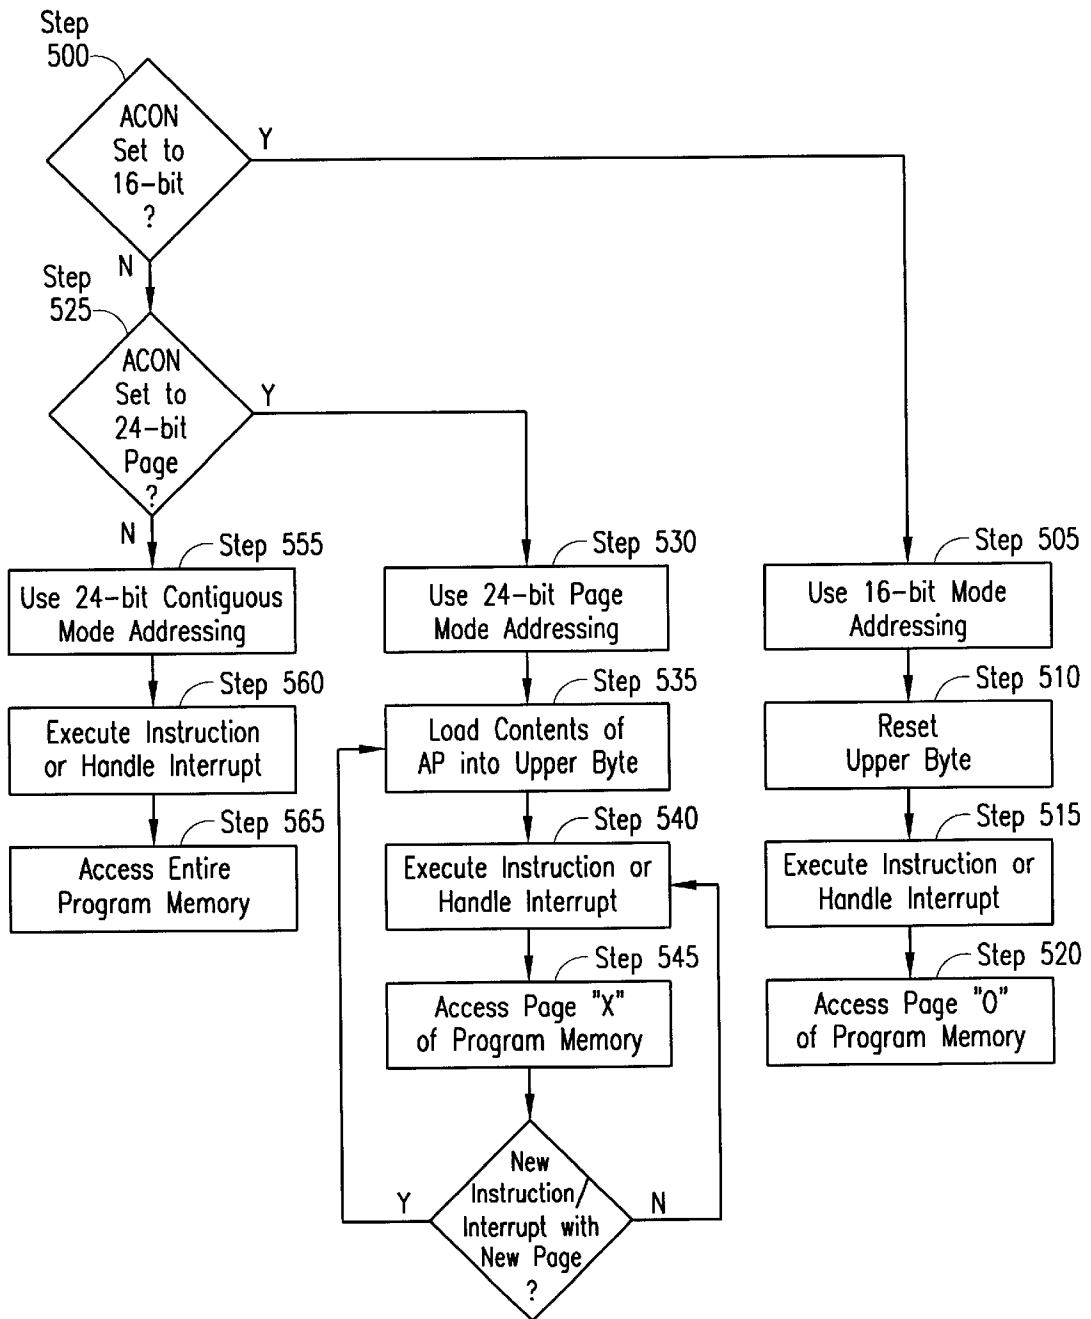 Step
500
ACON
Set to
16-bit
?
Y
N
Step
525
ACON
Set to
24-bit
Page
?
Y
N
Step 555
Use 24-bit Contiguous
Mode Addressing
Step 560
Execute Instruction
or Handle Interrupt
Step 565
Access Entire
Program Memory
Step 530
Use 24-bit Page
Mode Addressing
Step 535
Load Contents of
AP into Upper Byte
Step 540
Execute Instruction or
Handle Interrupt
Step 545
Access Page "X"
of Program Memory
New
Instruction/
Interrupt with
New Page
?
Y
N
Step 505
Use 16-bit Mode
Addressing
Step 510
Reset
Upper Byte
Step 515
Execute Instruction or
Handle Interrupt
Step 520
Access Page "0"
of Program Memory